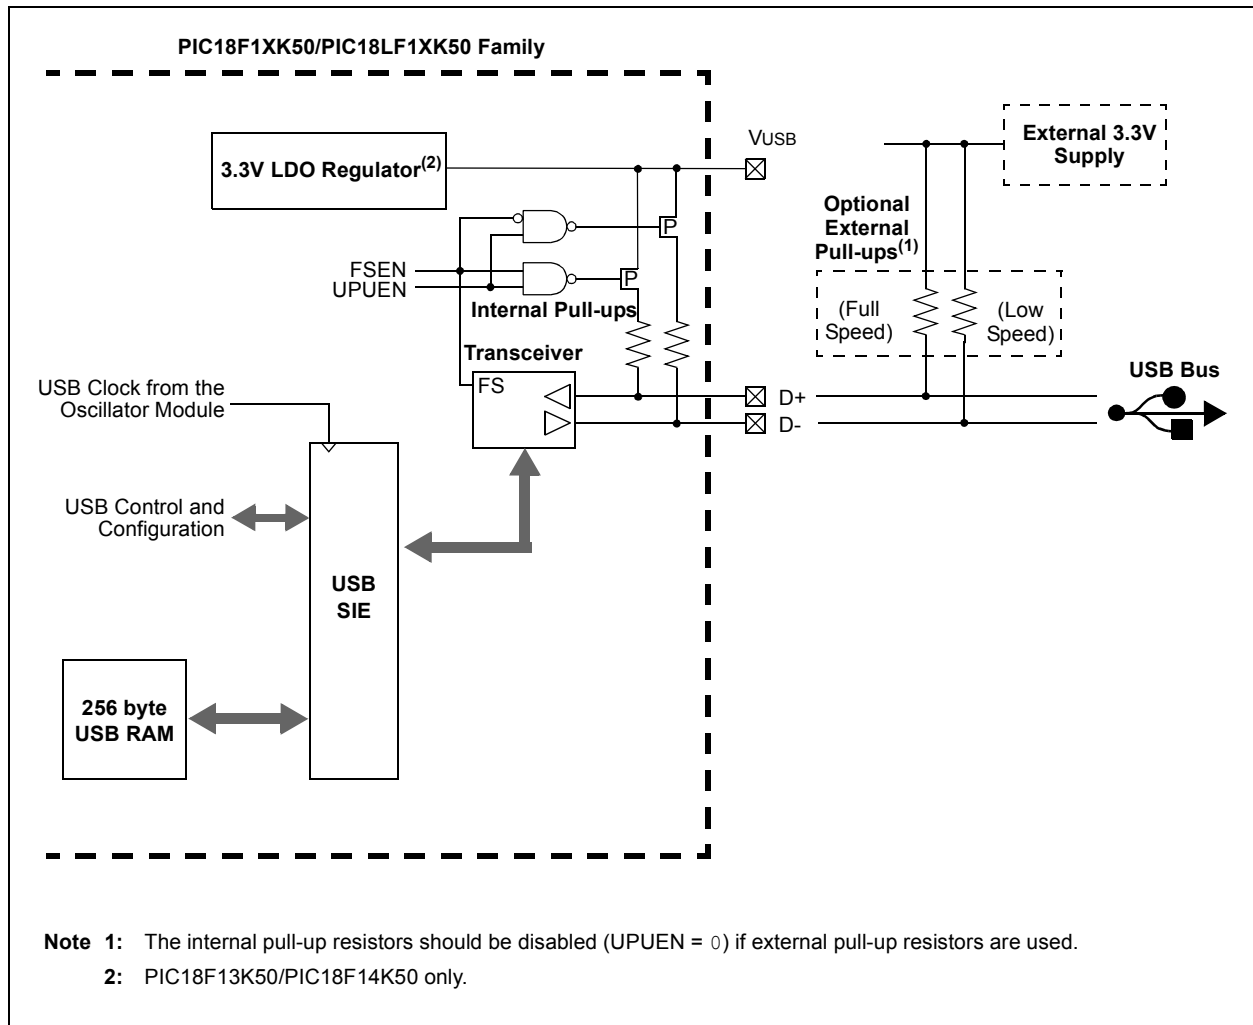 PIC18F1XK50/PIC18LF1XK50 Family
3.3V LDO Regulator(2)
VUSB
External 3.3V
Supply
Optional
External
Pull-ups(1)
P
FSEN
UPUEN
P
Internal Pull-ups
(Full
Speed)
(Low
Speed)
Transceiver
FS
USB Clock from the
Oscillator Module
D+
D-
USB Bus
USB Control and
Configuration
USB
SIE
256 byte
USB RAM
Note 1: The internal pull-up resistors should be disabled (UPUEN = 0) if external pull-up resistors are used.
2: PIC18F13K50/PIC18F14K50 only.